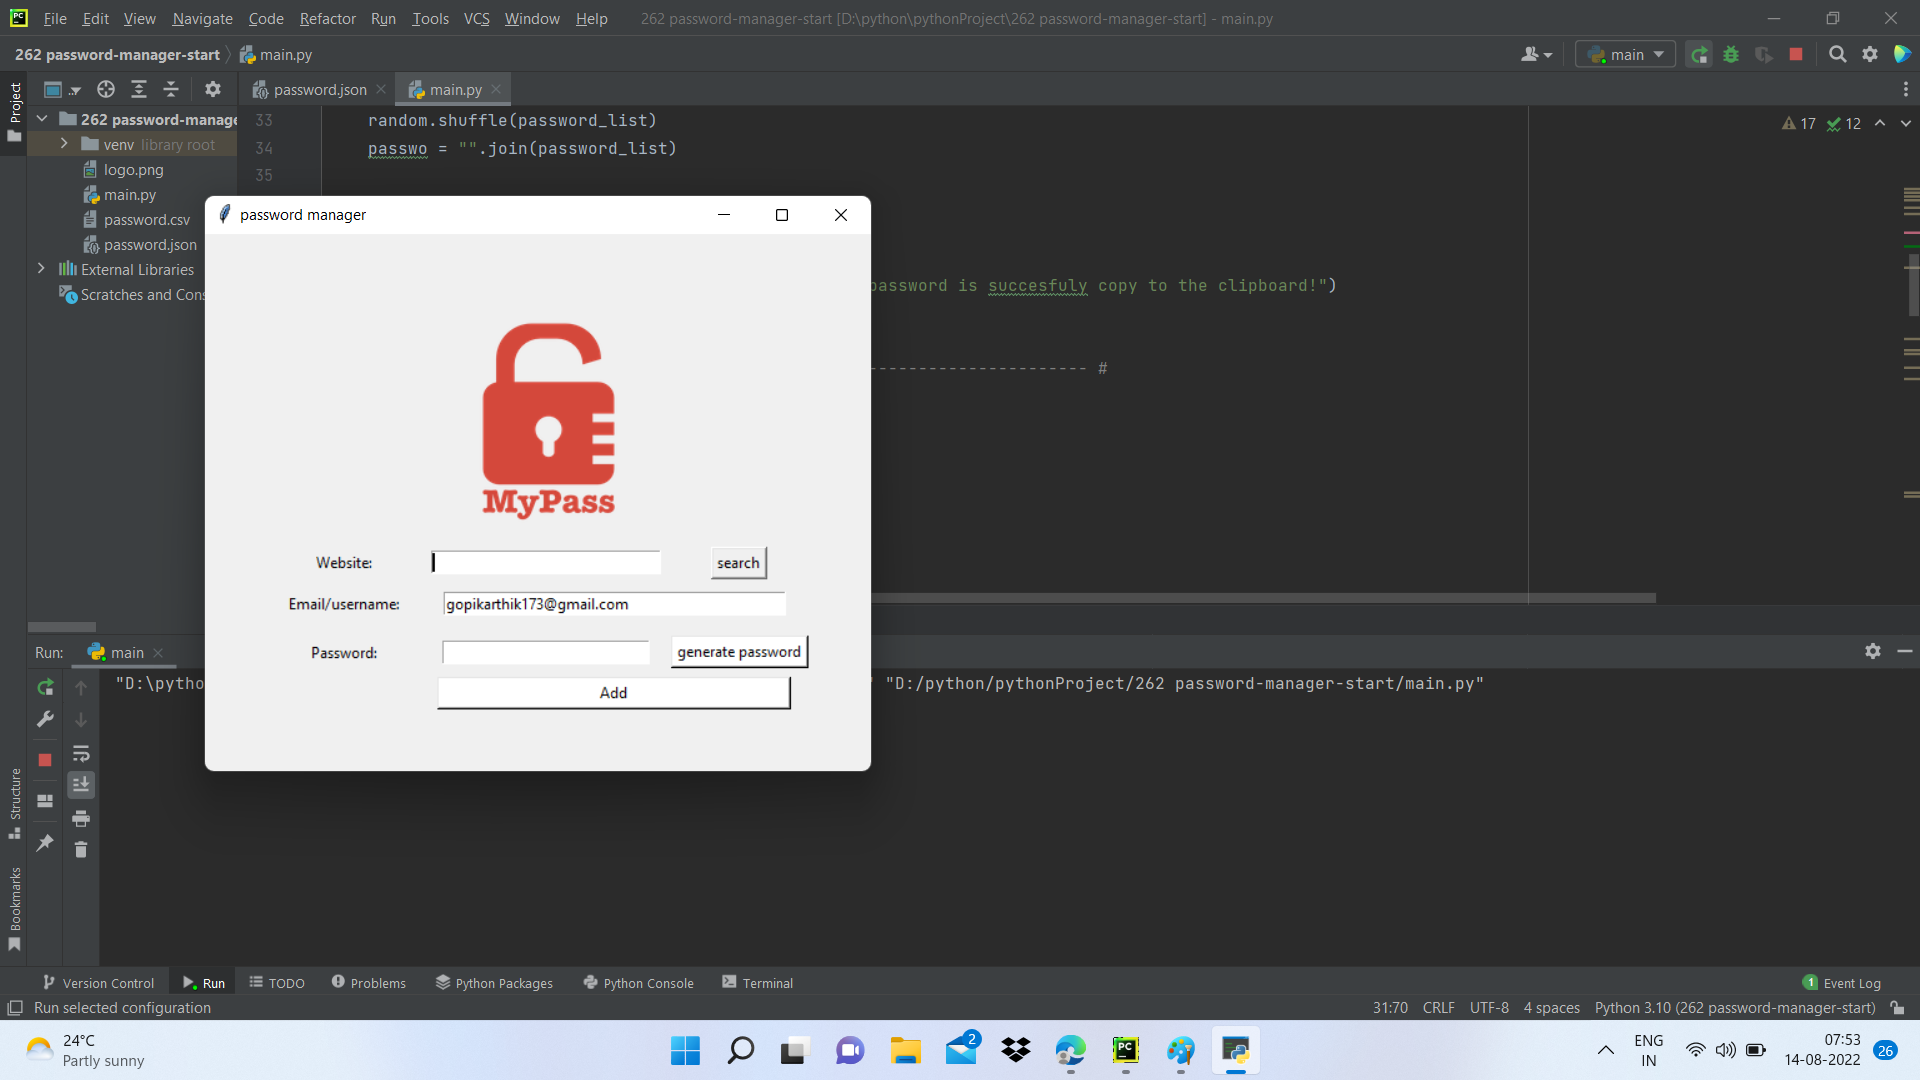 File Edit View Navigate Code Refactor Run Tools VCS Window Help 262 password-manager-start [D:\python\pythonProject\262 password-manager-start] - main.py
262 password-manager-start main.py main
Project password.json main.py
262 password-manage 33 random.shuffle(password_list) 17 12
venv library root 34 passwo = "".join(password_list)
logo.png 35
main.py
password.csv
password.json
External Libraries
Scratches and Cons
password manager
password is succesfuly copy to the clipboard!")
---------------------- #
MyPass
Website: search
Email/username: gopikarthik173@gmail.com
Password: generate password
Add
Run: main
"D:\pytho " "D:/python/pythonProject/262 password-manager-start/main.py"
Structure
Bookmarks
Version Control Run TODO Problems Python Packages Python Console Terminal 1 Event Log
Run selected configuration 31:70 CRLF UTF-8 4 spaces Python 3.10 (262 password-manager-start)
24°C
Partly sunny
PC
2
PC
ENG
IN
07:53
14-08-2022
26